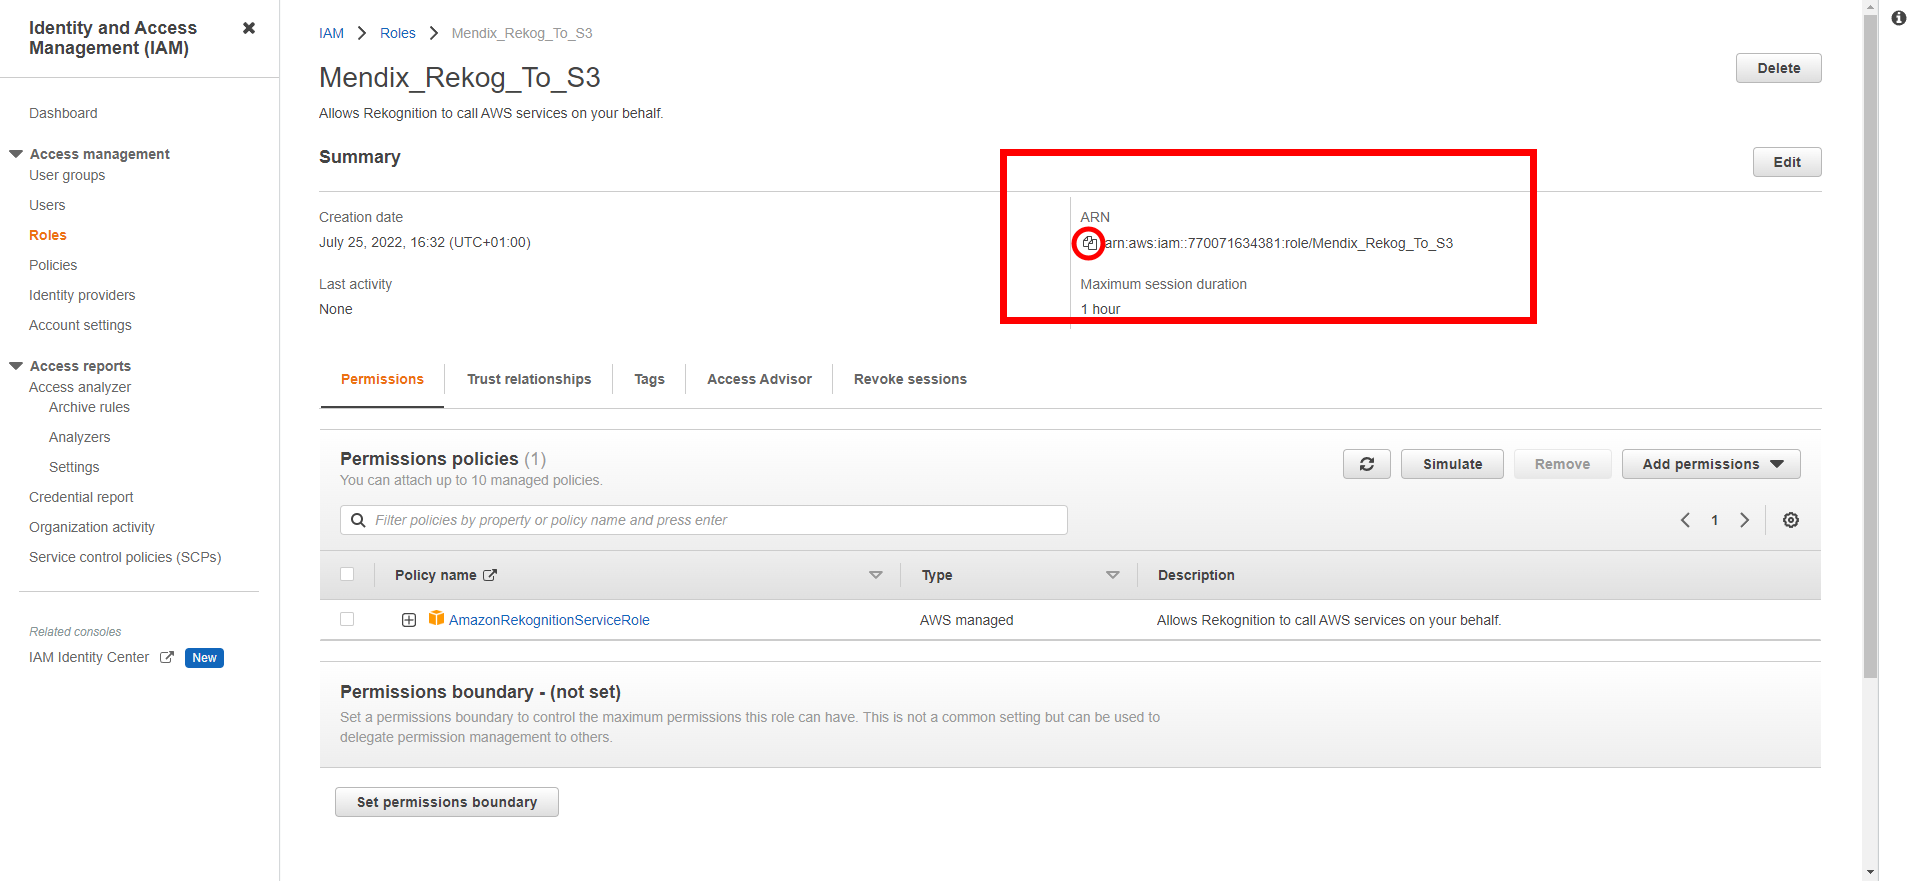 Identity and Access
Management (IAM)
Dashboard
Access management
User groups
Users
Roles
Policies
Identity providers
Account settings
Access reports
Access analyzer
Archive rules
Analyzers
Settings
Credential report
Organization activity
Service control policies (SCPs)
Related consoles
IAM Identity Center New
IAM Roles Mendix_Rekog_To_S3
Mendix_Rekog_To_S3
Delete
Allows Rekognition to call AWS services on your behalf.
Summary
Edit
Creation date
July 25, 2022, 16:32 (UTC+01:00)
ARN
arn:aws:iam::770071634381:role/Mendix_Rekog_To_S3
Last activity
None
Maximum session duration
1 hour
Permissions Trust relationships Tags Access Advisor Revoke sessions
Permissions policies (1)
You can attach up to 10 managed policies.
Simulate Remove Add permissions
Filter policies by property or policy name and press enter
1
Policy name Type Description
AmazonRekognitionServiceRole AWS managed Allows Rekognition to call AWS services on your behalf.
Permissions boundary - (not set)
Set a permissions boundary to control the maximum permissions this role can have. This is not a common setting but can be used to
delegate permission management to others.
Set permissions boundary